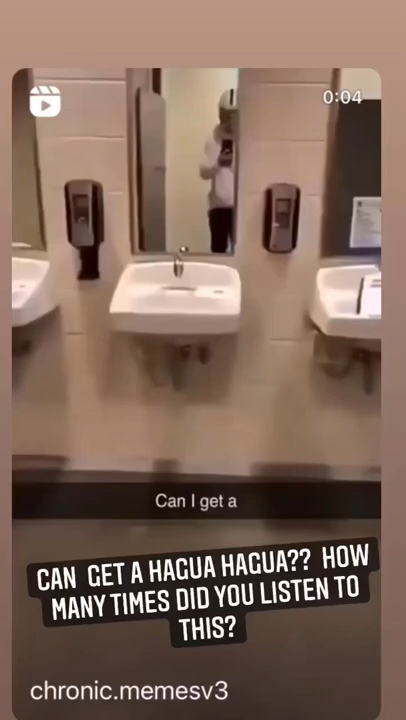 0:04
Can I get a
CAN GET A HAGUA HAGUA?? HOW
MANY TIMES DID YOU LISTEN TO
THIS?
chronic.memesv3